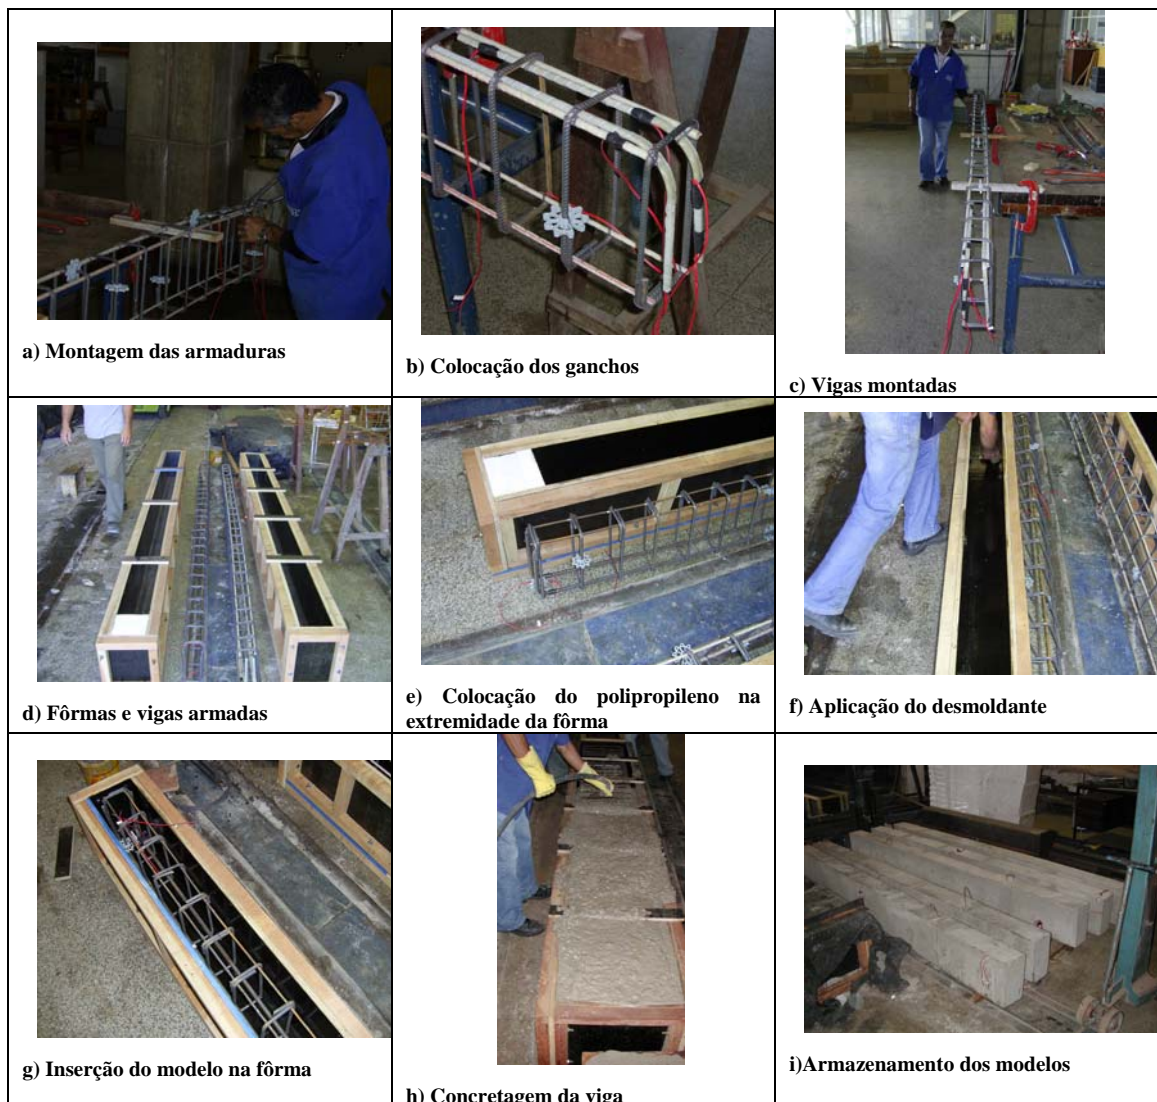 a) Montagem das armaduras
b) Colocação dos ganchos
c) Vigas montadas
d) Fôrmas e vigas armadas
e) Colocação do polipropileno na
extremidade da fôrma
f) Aplicação do desmoldante
g) Inserção do modelo na fôrma
h) Concretagem da viga
i)Armazenamento dos modelos